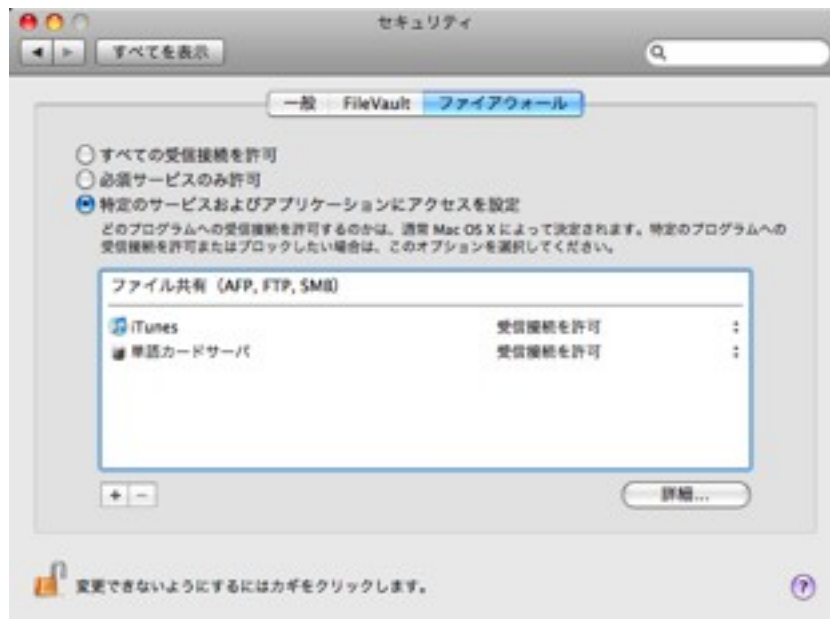 セキュリティ
すべてを表示
一般 FileVault ファイアウォール
すべての受信接続を許可
必須サービスのみ許可
特定のサービスおよびアプリケーションにアクセスを設定
どのプログラムへの受信接続を許可するのかは、通常 Mac OS X によって決定されます。特定のプログラムへの
受信接続を許可またはブロックしたい場合は、このオプションを選択してください。
ファイル共有（AFP, FTP, SMB）
iTunes 受信接続を許可
単語カードサーバ 受信接続を許可
+ - 詳細...
変更できないようにするにはカギをクリックします。 ?